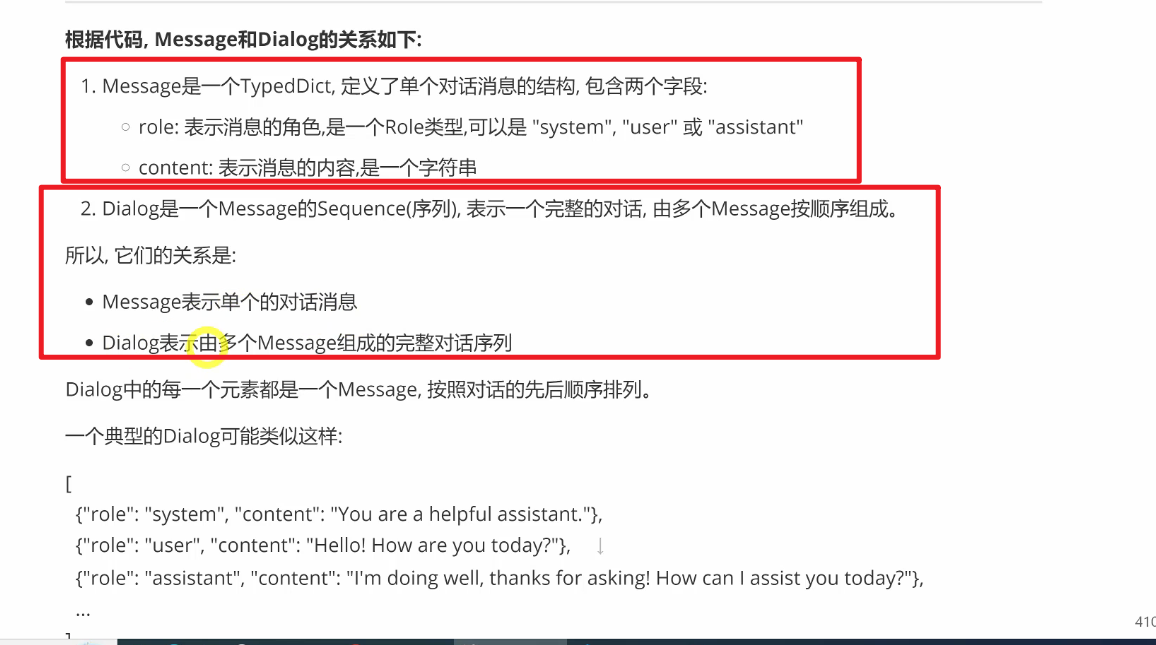 根据代码, Message和Dialog的关系如下:
1. Message是一个TypedDict, 定义了单个对话消息的结构, 包含两个字段:
○ role: 表示消息的角色,是一个Role类型,可以是 "system", "user" 或 "assistant"
○ content: 表示消息的内容,是一个字符串
2. Dialog是一个Message的Sequence(序列), 表示一个完整的对话, 由多个Message按顺序组成。
所以, 它们的关系是:
• Message表示单个的对话消息
• Dialog表示由多个Message组成的完整对话序列
Dialog中的每一个元素都是一个Message, 按照对话的先后顺序排列。
一个典型的Dialog可能类似这样:
[
{"role": "system", "content": "You are a helpful assistant."},
{"role": "user", "content": "Hello! How are you today?"},
{"role": "assistant", "content": "I'm doing well, thanks for asking! How can I assist you today?"},
...
410